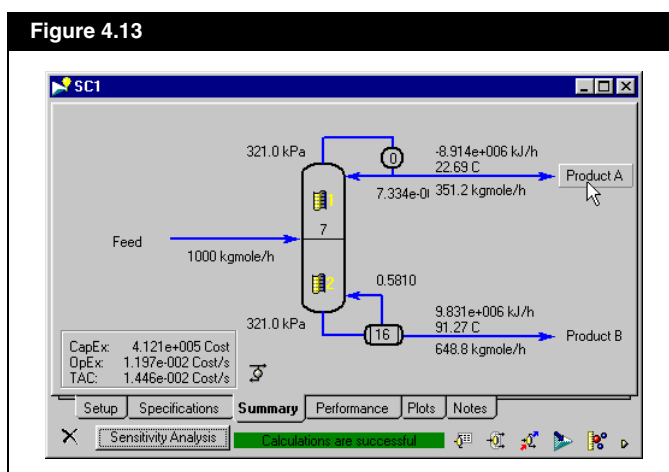 Figure 4.13
SC1
321.0 kPa
0
-8.914e+006 kJ/h
22.69 C
Product A
7.334e-0
351.2 kgmole/h
1
7
Feed
1000 kgmole/h
2
0.5810
321.0 kPa
16
9.831e+006 kJ/h
91.27 C
Product B
648.8 kgmole/h
CapEx: 4.121e+005 Cost
OpEx: 1.197e-002 Cost/s
TAC: 1.446e-002 Cost/s
Setup Specifications Summary Performance Plots Notes
Sensitivity Analysis Calculations are successful